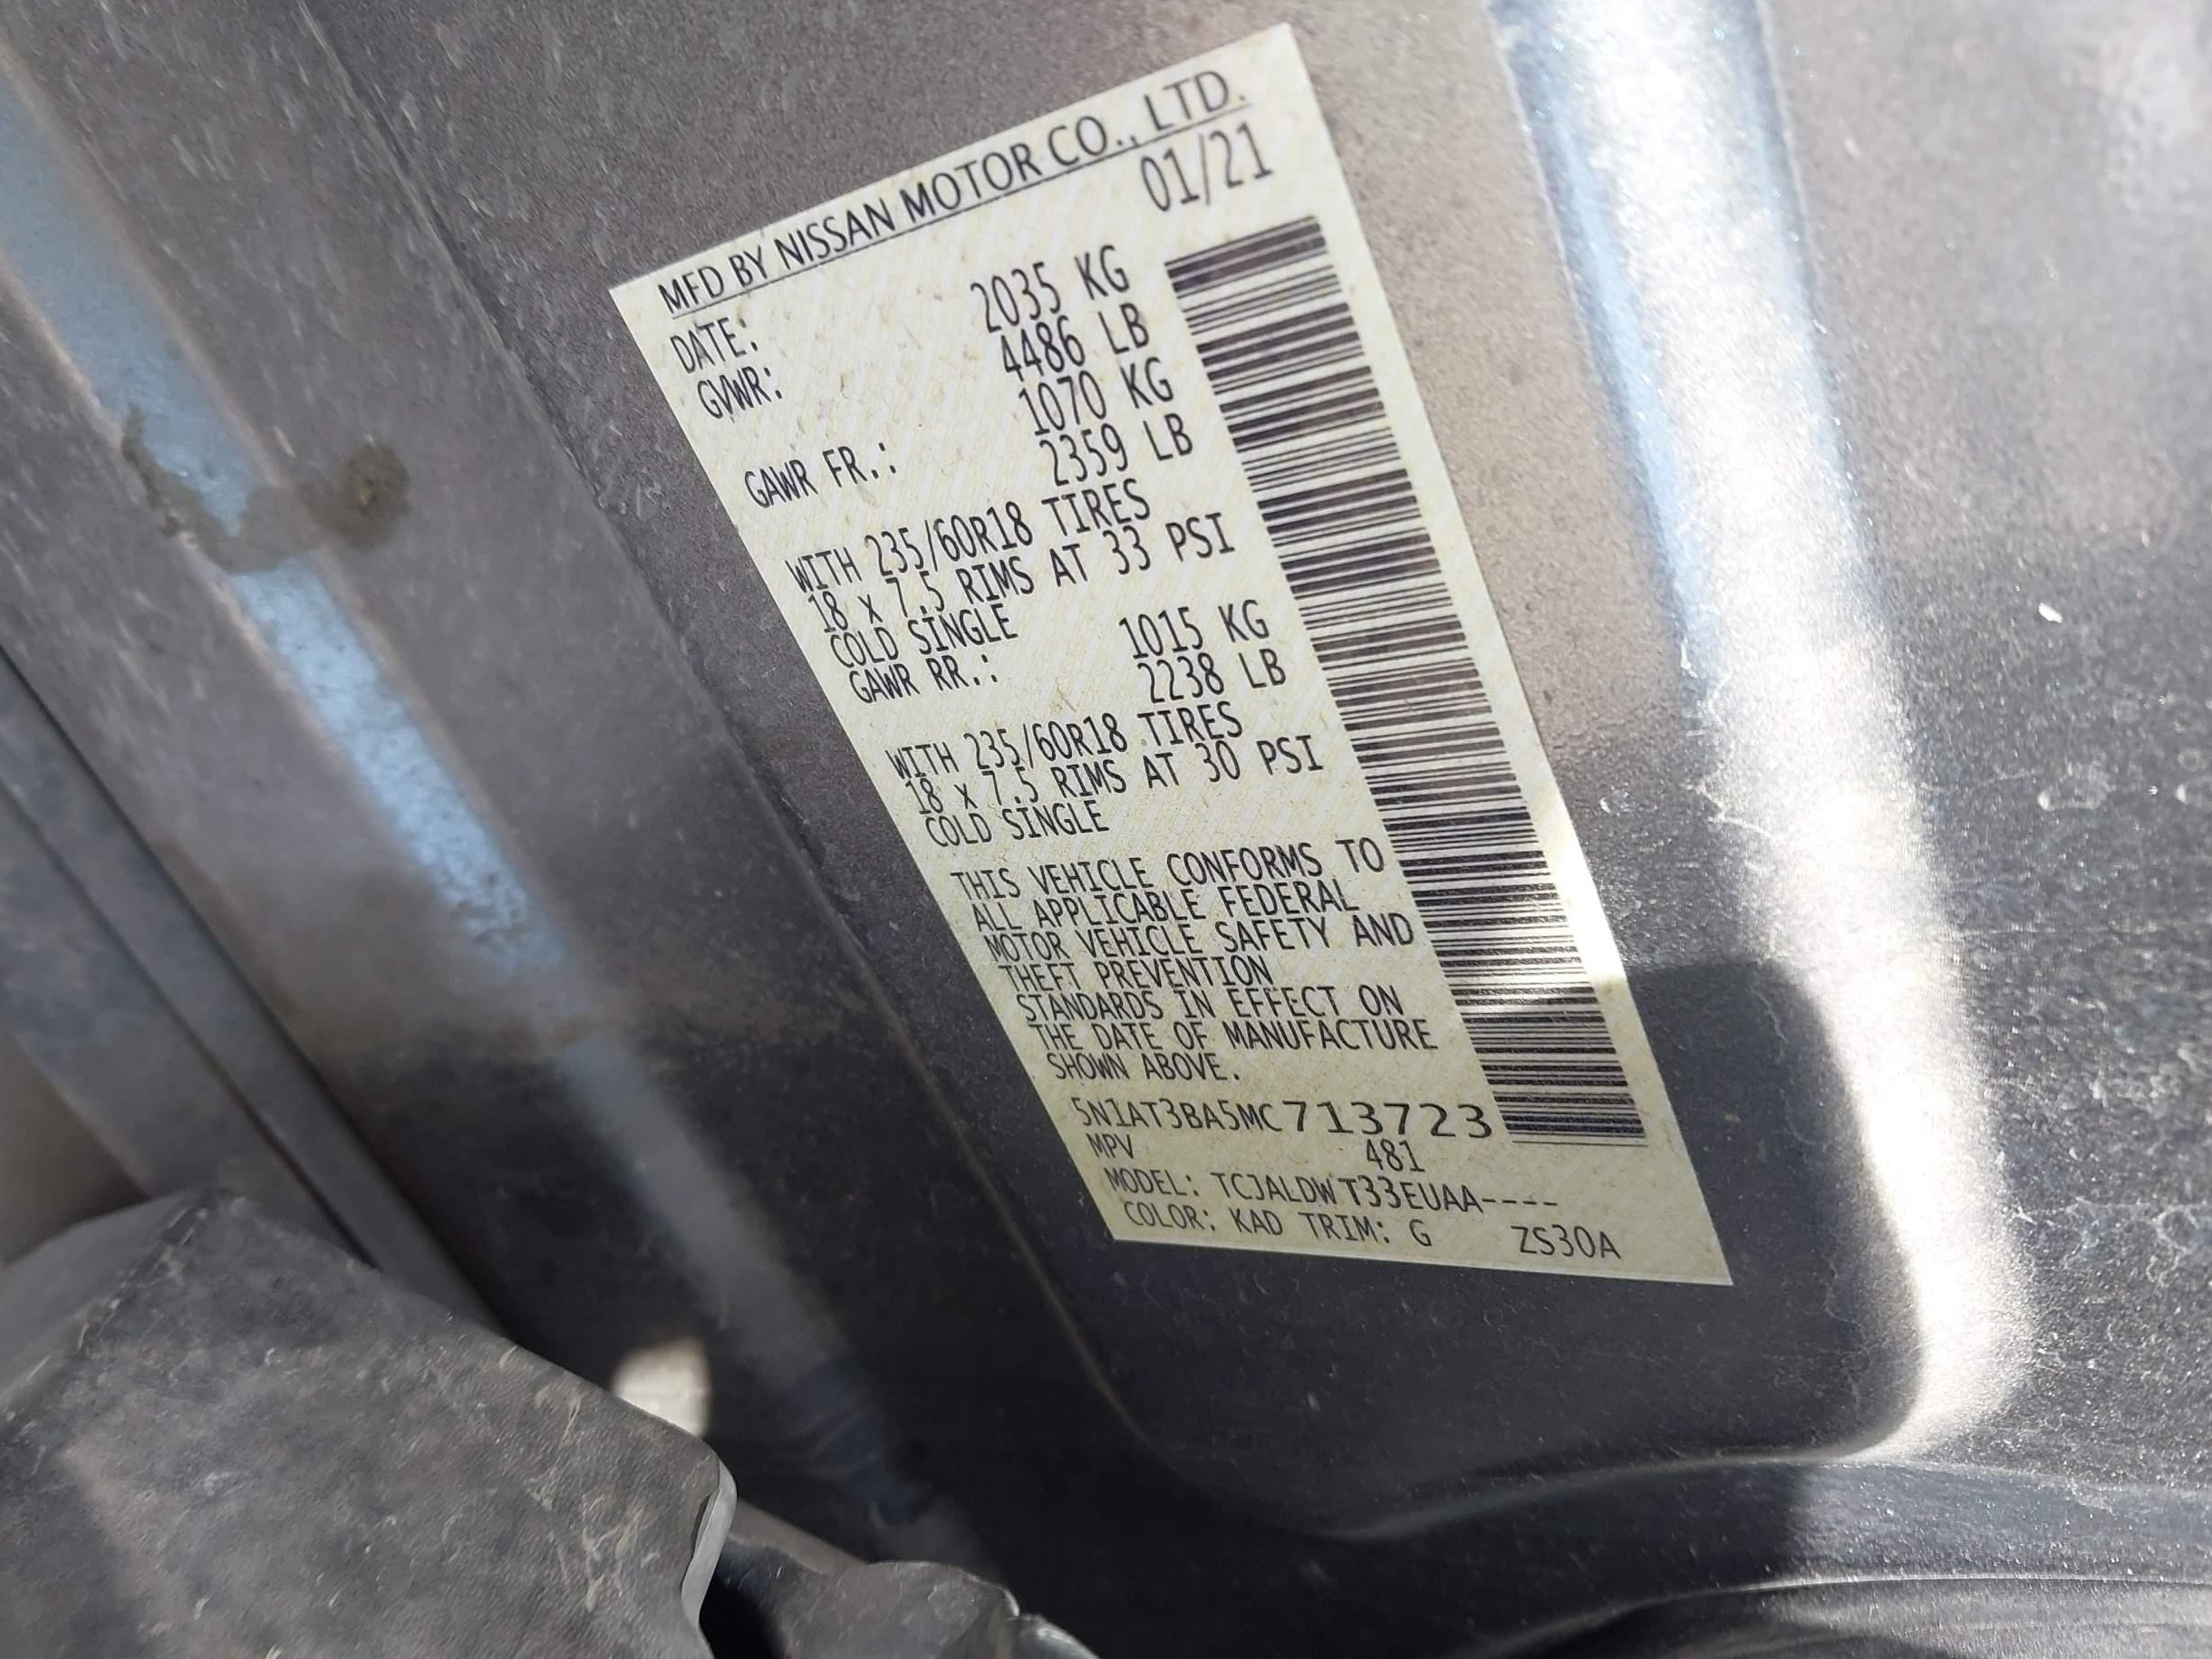 MFD BY NISSAN MOTOR CO., LTD.
DATE: 01/21
GVWR: 2035 KG
4486 LB
GAWR FR.: 1070 KG
2359 LB
WITH 235/60R18 TIRES
18 x 7.5 RIMS AT 33 PSI
COLD SINGLE
GAWR RR.: 1015 KG
2238 LB
WITH 235/60R18 TIRES
18 x 7.5 RIMS AT 30 PSI
COLD SINGLE
THIS VEHICLE CONFORMS TO
ALL APPLICABLE FEDERAL
MOTOR VEHICLE SAFETY AND
THEFT PREVENTION
STANDARDS IN EFFECT ON
THE DATE OF MANUFACTURE
SHOWN ABOVE.
5N1AT3BA5MC713723
MPV 481
MODEL: TCJALDWT33EUAA----
COLOR: KAD TRIM: G ZS30A